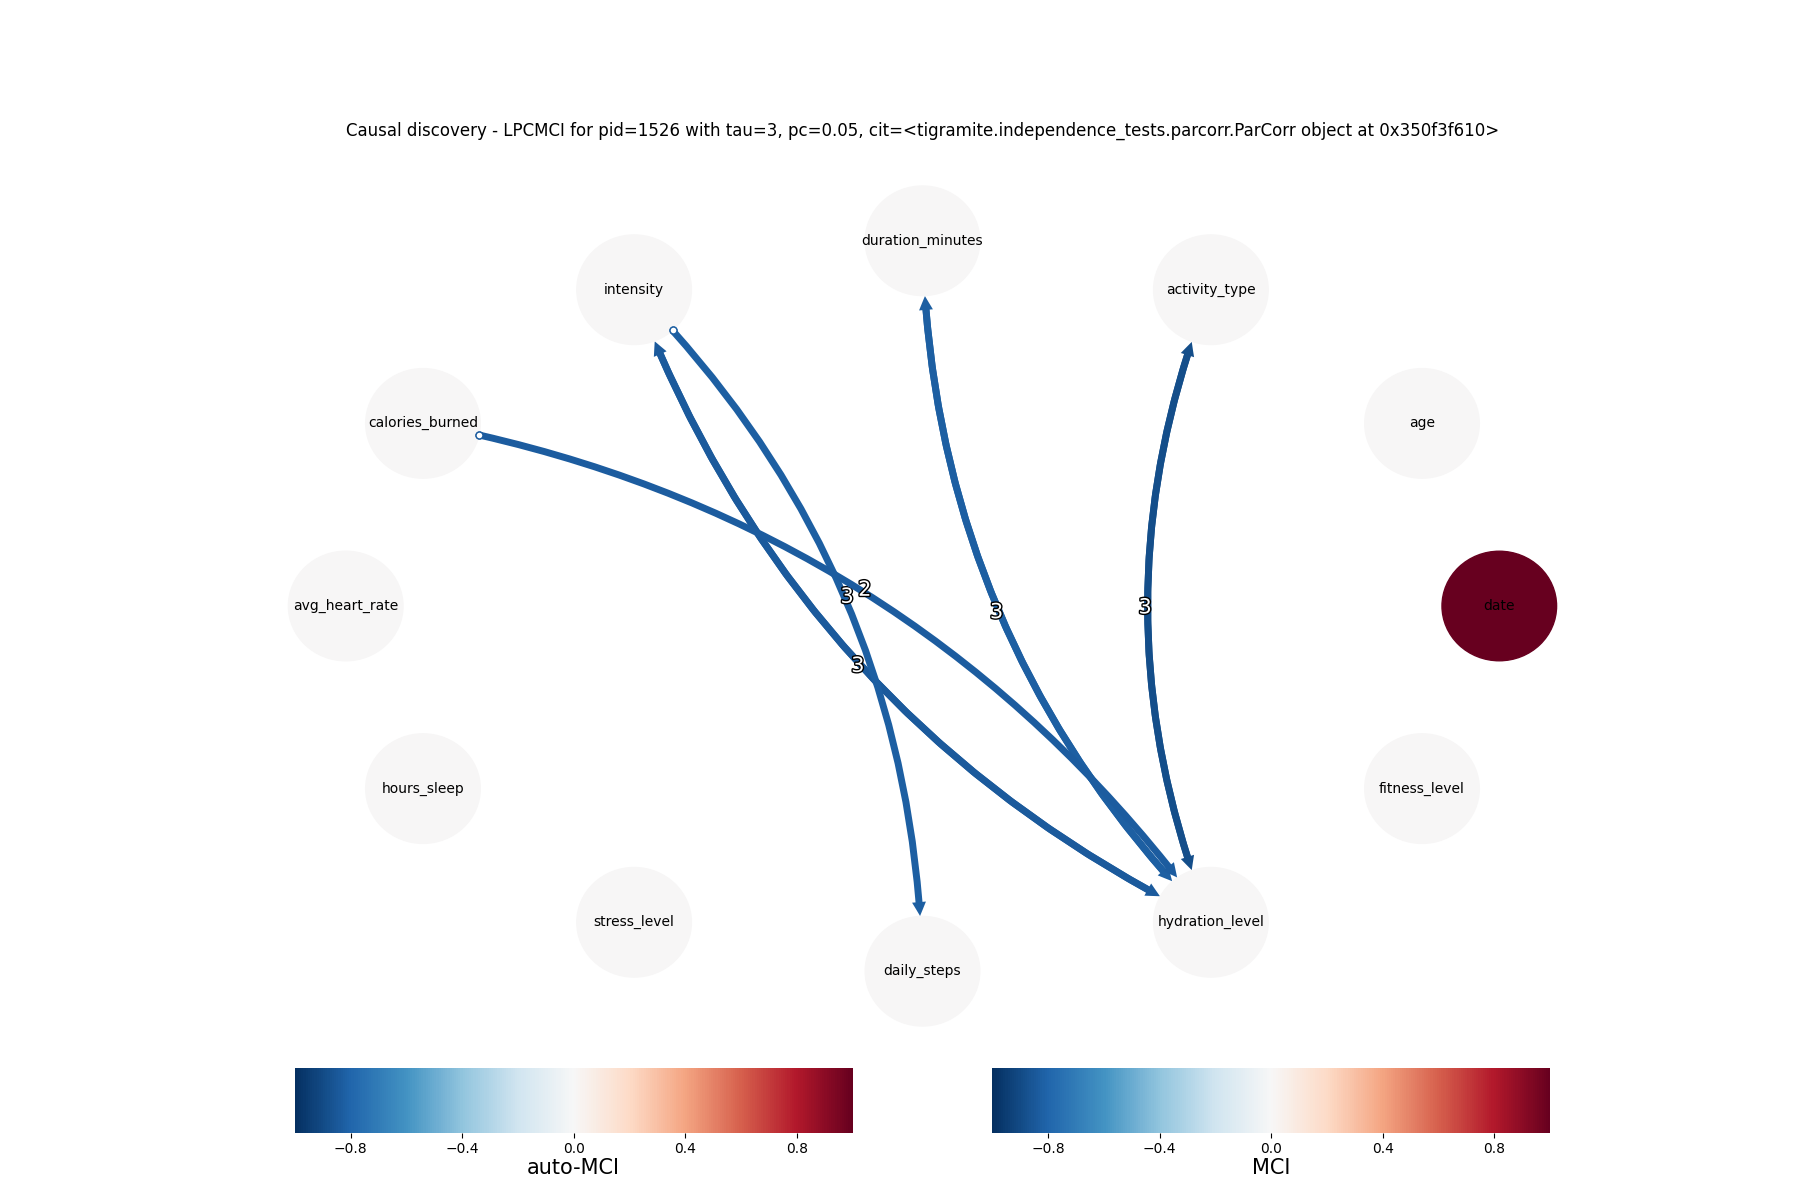 Causal discovery - LPCMCI for pid=1526 with tau=3, pc=0.05, cit=<tigramite.independence_tests.parcorr.ParCorr object at 0x350f3f610>
duration_minutes
intensity
activity_type
calories_burned
age
3
2
3
3
avg_heart_rate
date
3
hours_sleep
fitness_level
stress_level
hydration_level
daily_steps
−0.8 −0.4 0.0 0.4 0.8
auto-MCI
−0.8 −0.4 0.0 0.4 0.8
MCI